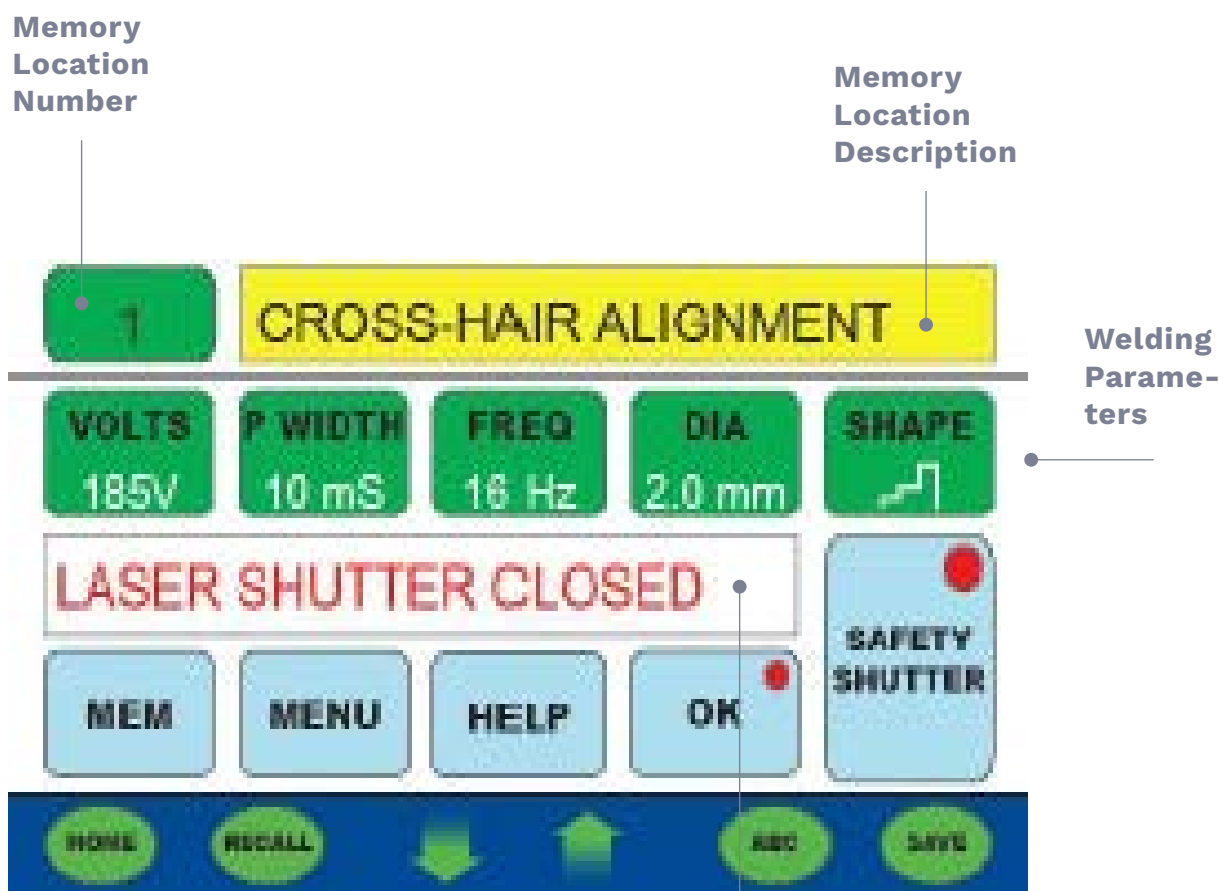 Memory
Location
Number
Memory
Location
Description
1
CROSS-HAIR ALIGNMENT
Welding
Parame-
ters
VOLTS P WIDTH FREQ DIA SHAPE
185V 10 mS 16 Hz 2.0 mm
LASER SHUTTER CLOSED
SAFETY
SHUTTER
MEM MENU HELP OK
HOME RECALL ABC SAVE